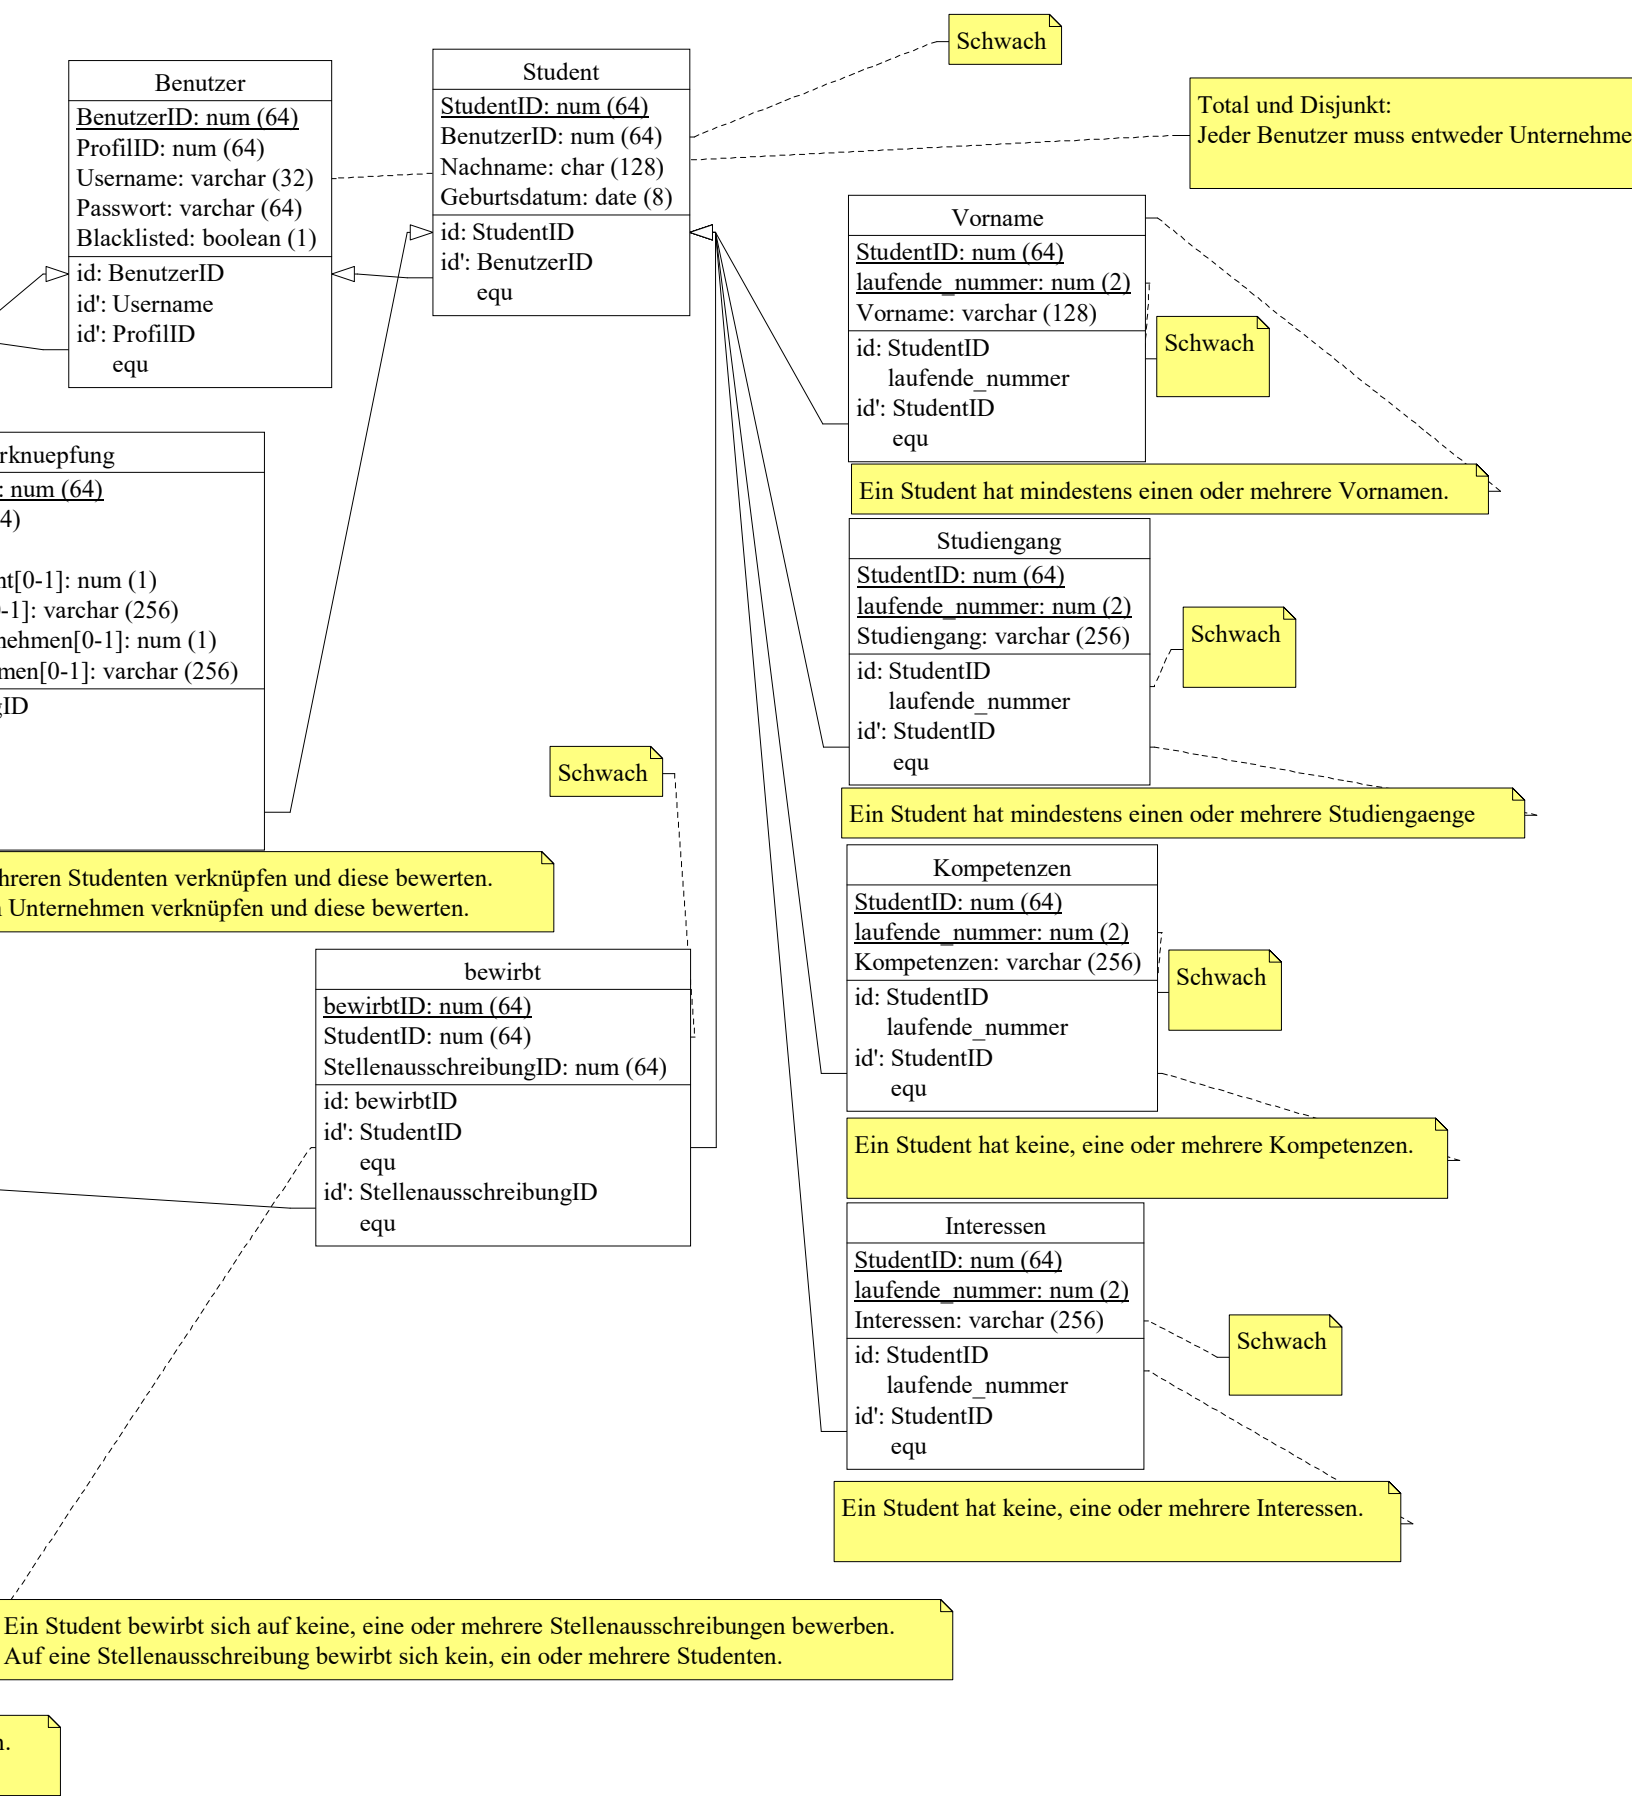 Schwach
Benutzer
BenutzerID: num (64)
ProfilID: num (64)
Username: varchar (32)
Passwort: varchar (64)
Blacklisted: boolean (1)
id: BenutzerID
id': Username
id': ProfilID
equ
Student
StudentID: num (64)
BenutzerID: num (64)
Nachname: char (128)
Geburtsdatum: date (8)
id: StudentID
id': BenutzerID
equ
Total und Disjunkt:
Jeder Benutzer muss entweder Unternehme
Vorname
StudentID: num (64)
laufende_nummer: num (2)
Vorname: varchar (128)
id: StudentID
laufende_nummer
id': StudentID
equ
Schwach
Ein Student hat mindestens einen oder mehrere Vornamen.
rknuepfung
: num (64)
4)
nt[0-1]: num (1)
-1]: varchar (256)
nehmen[0-1]: num (1)
men[0-1]: varchar (256)
gID
Studiengang
StudentID: num (64)
laufende_nummer: num (2)
Studiengang: varchar (256)
id: StudentID
laufende_nummer
id': StudentID
equ
Schwach
Ein Student hat mindestens einen oder mehrere Studiengaenge
Schwach
hreren Studenten verknüpfen und diese bewerten.
n Unternehmen verknüpfen und diese bewerten.
Kompetenzen
StudentID: num (64)
laufende_nummer: num (2)
Kompetenzen: varchar (256)
id: StudentID
laufende_nummer
id': StudentID
equ
Schwach
Ein Student hat keine, eine oder mehrere Kompetenzen.
bewirbt
bewirbtID: num (64)
StudentID: num (64)
StellenausschreibungID: num (64)
id: bewirbtID
id': StudentID
equ
id': StellenausschreibungID
equ
Interessen
StudentID: num (64)
laufende_nummer: num (2)
Interessen: varchar (256)
id: StudentID
laufende_nummer
id': StudentID
equ
Schwach
Ein Student hat keine, eine oder mehrere Interessen.
Ein Student bewirbt sich auf keine, eine oder mehrere Stellenausschreibungen bewerben.
Auf eine Stellenausschreibung bewirbt sich kein, ein oder mehrere Studenten.
n.